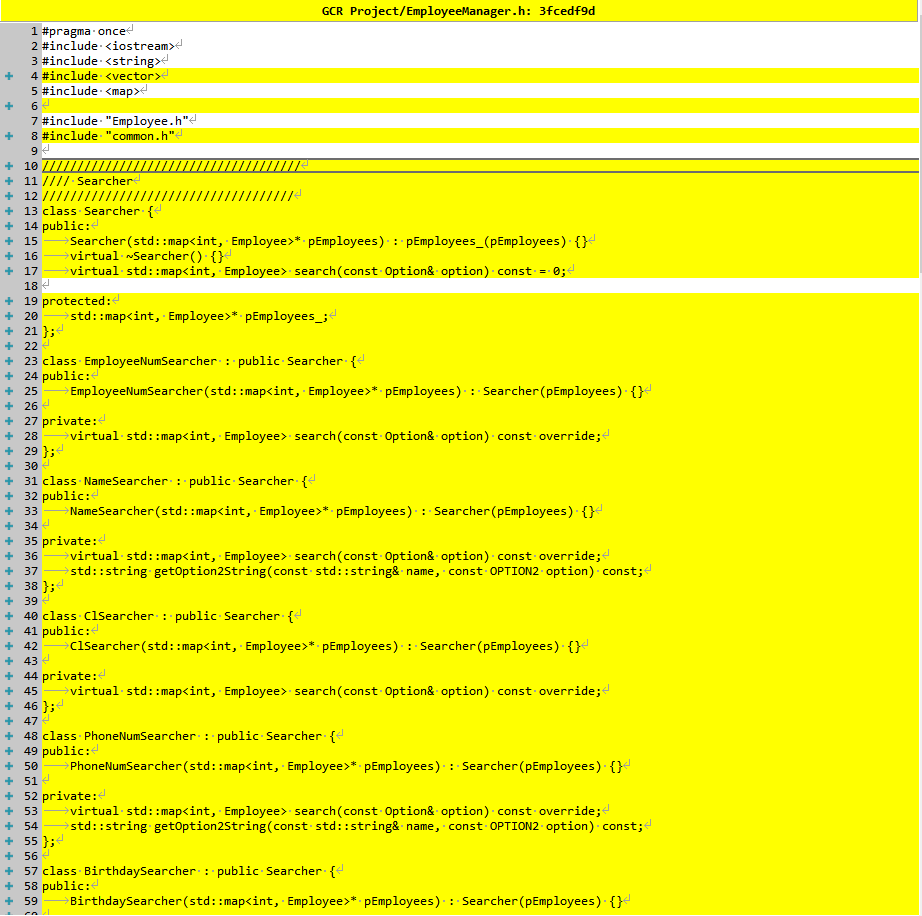 GCR Project/EmployeeManager.h: 3fcedf9d
1 #pragma once
2 #include <iostream>
3 #include <string>
+ 4 #include <vector>
5 #include <map>
+ 6
7 #include "Employee.h"
+ 8 #include "common.h"
9
+ 10 /////////////////////////////////////
+ 11 //// Searcher
+ 12 ////////////////////////////////////
+ 13 class Searcher {
+ 14 public:
+ 15 Searcher(std::map<int, Employee>* pEmployees) : pEmployees_(pEmployees) {}
+ 16 virtual ~Searcher() {}
+ 17 virtual std::map<int, Employee> search(const Option& option) const = 0;
18
+ 19 protected:
+ 20 std::map<int, Employee>* pEmployees_;
+ 21 };
+ 22
+ 23 class EmployeeNumSearcher : public Searcher {
+ 24 public:
+ 25 EmployeeNumSearcher(std::map<int, Employee>* pEmployees) : Searcher(pEmployees) {}
+ 26
+ 27 private:
+ 28 virtual std::map<int, Employee> search(const Option& option) const override;
+ 29 };
+ 30
+ 31 class NameSearcher : public Searcher {
+ 32 public:
+ 33 NameSearcher(std::map<int, Employee>* pEmployees) : Searcher(pEmployees) {}
+ 34
+ 35 private:
+ 36 virtual std::map<int, Employee> search(const Option& option) const override;
+ 37 std::string getOption2String(const std::string& name, const OPTION2 option) const;
+ 38 };
+ 39
+ 40 class ClSearcher : public Searcher {
+ 41 public:
+ 42 ClSearcher(std::map<int, Employee>* pEmployees) : Searcher(pEmployees) {}
+ 43
+ 44 private:
+ 45 virtual std::map<int, Employee> search(const Option& option) const override;
+ 46 };
+ 47
+ 48 class PhoneNumSearcher : public Searcher {
+ 49 public:
+ 50 PhoneNumSearcher(std::map<int, Employee>* pEmployees) : Searcher(pEmployees) {}
+ 51
+ 52 private:
+ 53 virtual std::map<int, Employee> search(const Option& option) const override;
+ 54 std::string getOption2String(const std::string& name, const OPTION2 option) const;
+ 55 };
+ 56
+ 57 class BirthdaySearcher : public Searcher {
+ 58 public:
+ 59 BirthdaySearcher(std::map<int, Employee>* pEmployees) : Searcher(pEmployees) {}